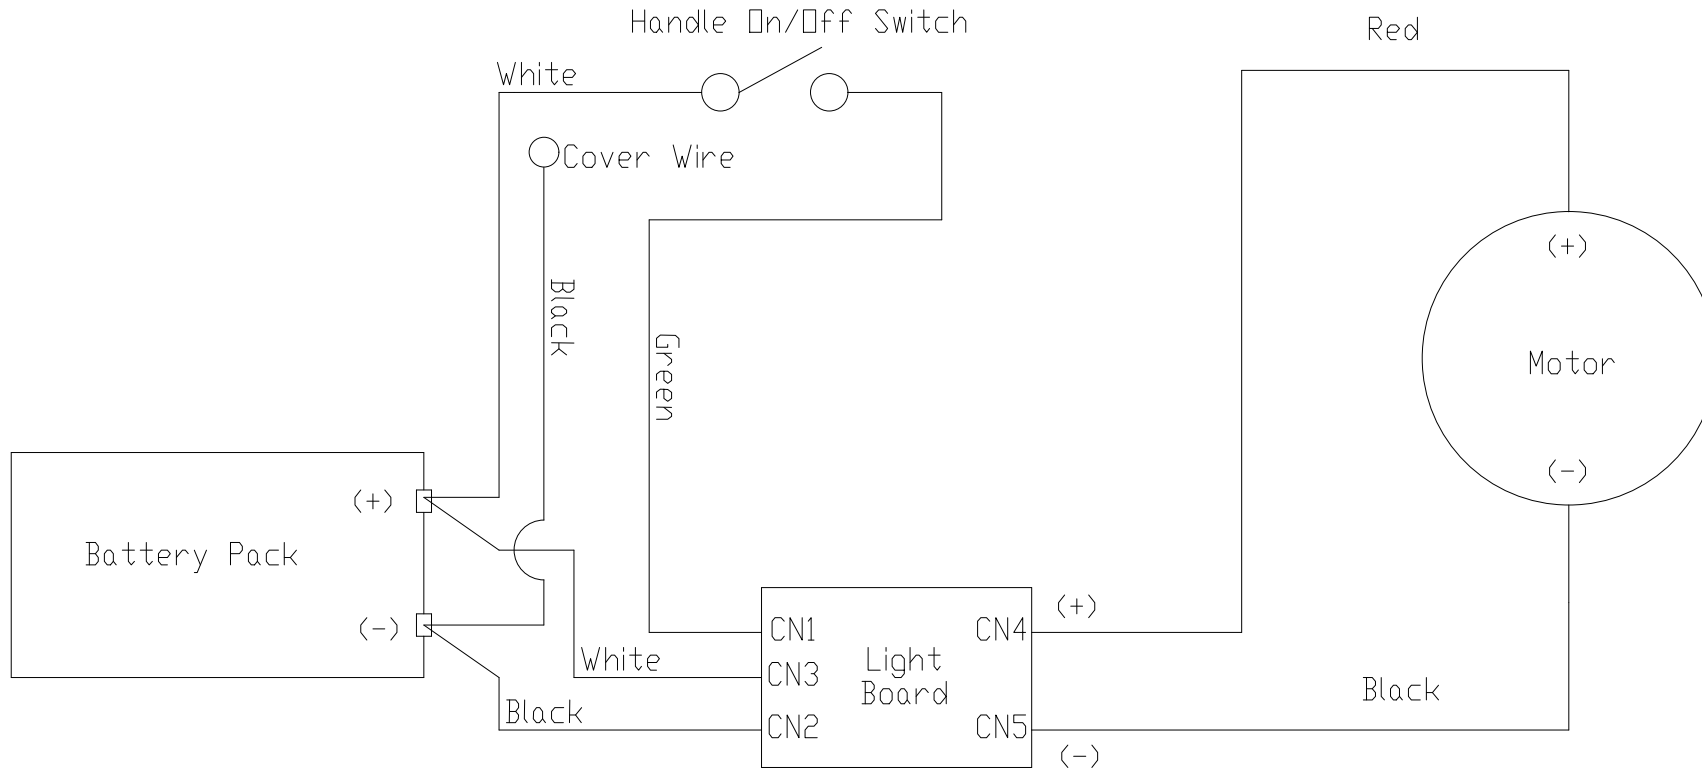 Handle On/Off Switch
Red
White
Cover Wire
(+)
Black
Green
Motor
(-)
(+)
Battery Pack
(-)
(+)
CN1
CN4
White
CN3
Light
Board
Black
Black
CN2
CN5
(-)